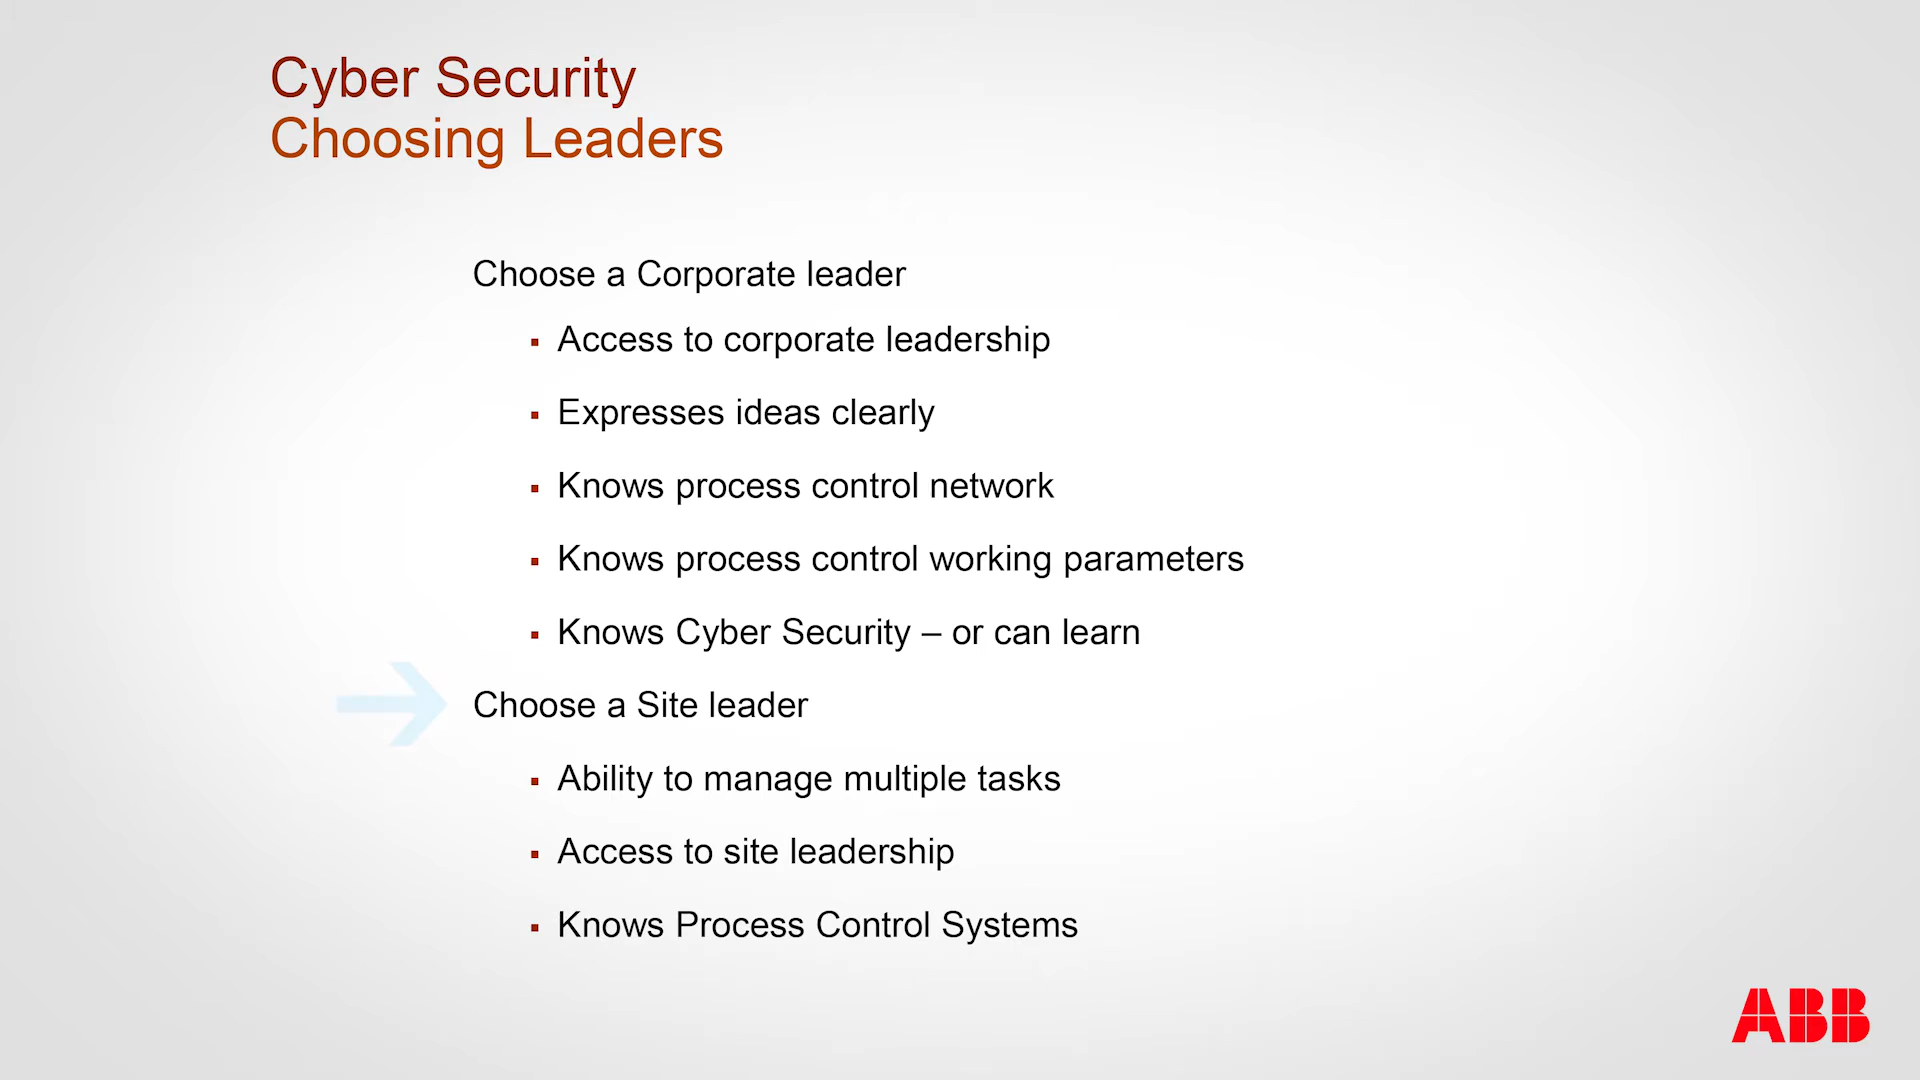 Cyber Security
Choosing Leaders
Choose a Corporate leader
▪ Access to corporate leadership
▪ Expresses ideas clearly
▪ Knows process control network
▪ Knows process control working parameters
▪ Knows Cyber Security – or can learn
Choose a Site leader
▪ Ability to manage multiple tasks
▪ Access to site leadership
▪ Knows Process Control Systems
ABB